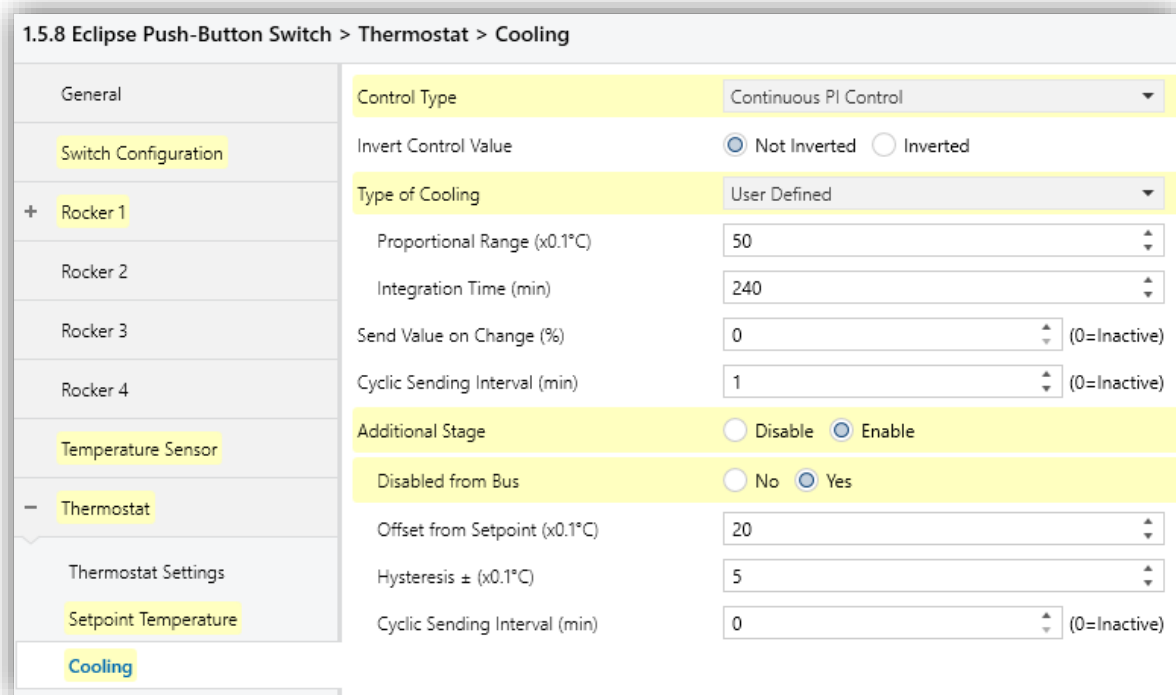 1.5.8 Eclipse Push-Button Switch > Thermostat > Cooling
General
Switch Configuration
+ Rocker 1
Rocker 2
Rocker 3
Rocker 4
Temperature Sensor
− Thermostat
Thermostat Settings
Setpoint Temperature
Cooling
Control Type Continuous PI Control
Invert Control Value Not Inverted Inverted
Type of Cooling User Defined
Proportional Range (x0.1°C) 50
Integration Time (min) 240
Send Value on Change (%) 0 (0=Inactive)
Cyclic Sending Interval (min) 1 (0=Inactive)
Additional Stage Disable Enable
Disabled from Bus No Yes
Offset from Setpoint (x0.1°C) 20
Hysteresis ± (x0.1°C) 5
Cyclic Sending Interval (min) 0 (0=Inactive)